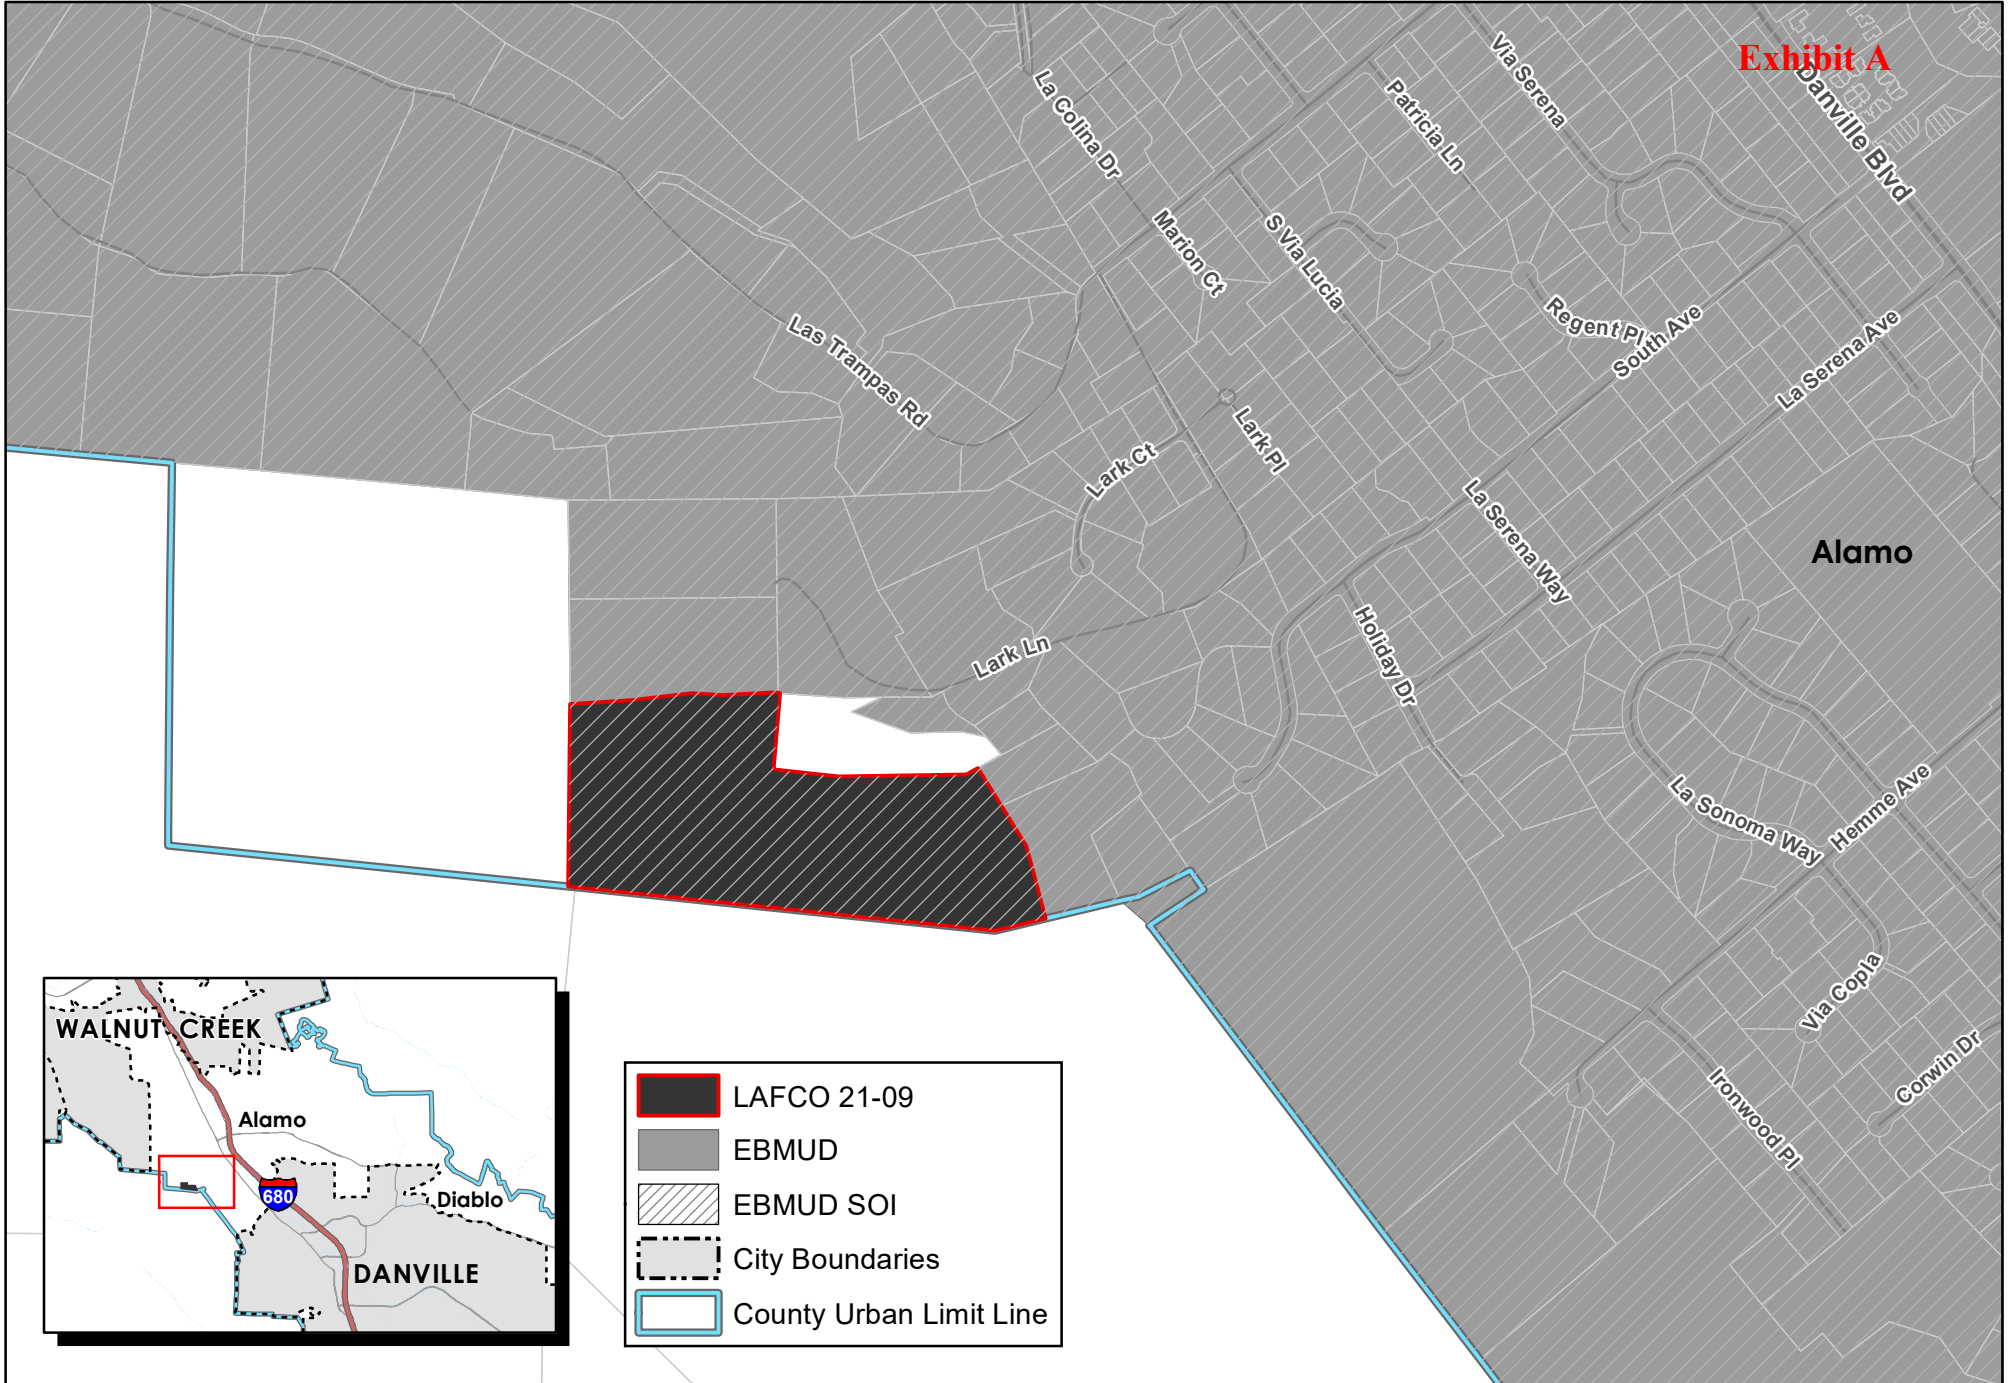 Exhibit A
Danville Blvd
Via Serena
Patricia Ln
La Colina Dr
Marion Ct
S Via Lucia
Regent Pl
South Ave
La Serena Ave
Las Trampas Rd
Lark Pl
Lark Ct
La Serena Way
Alamo
Lark Ln
Holiday Dr
La Sonoma Way
Hemme Ave
Via Copla
Corwin Dr
Ironwood Pl
WALNUT CREEK
Alamo
680
Diablo
DANVILLE
LAFCO 21-09
EBMUD
EBMUD SOI
City Boundaries
County Urban Limit Line